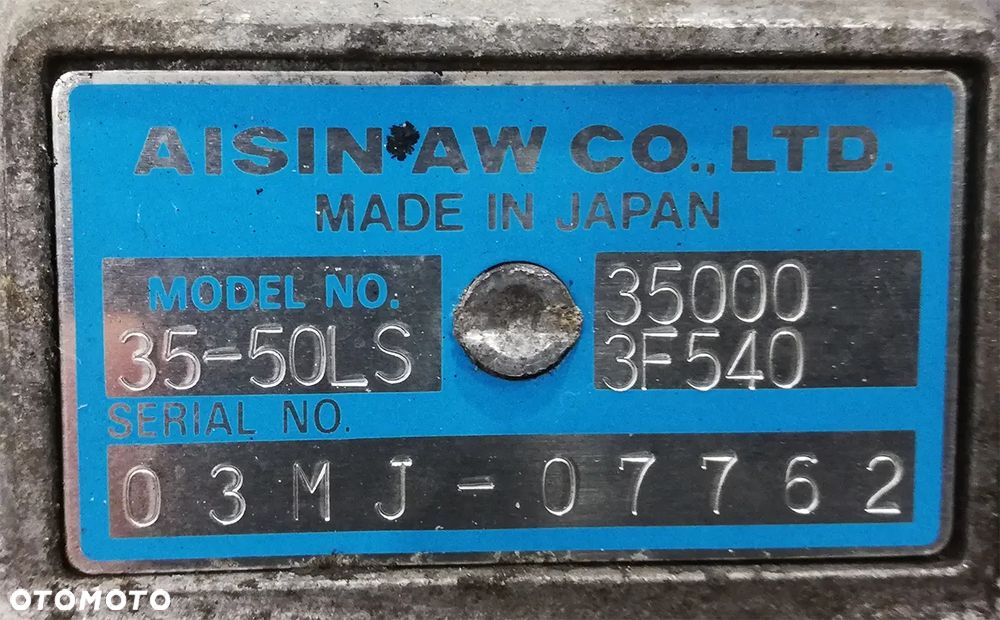 AISIN AW CO., LTD.
MADE IN JAPAN
MODEL NO.
35-50LS
35000
3F540
SERIAL NO.
03MJ-07762
OTOMOTO